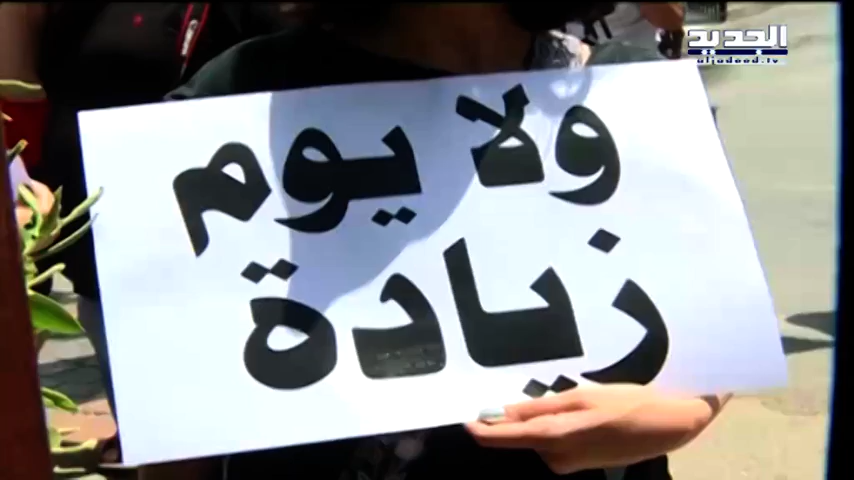 الجديد
aljadeed.tv
ولا يوم
زيادة